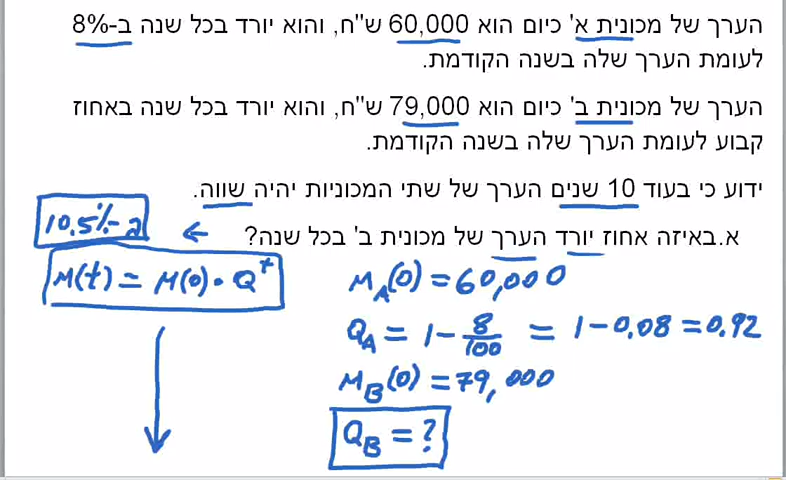 הערך של מכונית א' כיום הוא 60,000 ש"ח, והוא יורד בכל שנה ב-8%
לעומת הערך שלה בשנה הקודמת.
הערך של מכונית ב' כיום הוא 79,000 ש"ח, והוא יורד בכל שנה באחוז
קבוע לעומת הערך שלה בשנה הקודמת.
ידוע כי בעוד 10 שנים הערך של שתי המכוניות יהיה שווה.
א.באיזה אחוז יורד הערך של מכונית ב' בכל שנה?
ב-10.5%
M(t) = M(0) · Q^t
M_A(0) = 60,000
Q_A = 1 - 8/100 = 1 - 0.08 = 0.92
M_B(0) = 79,000
Q_B = ?